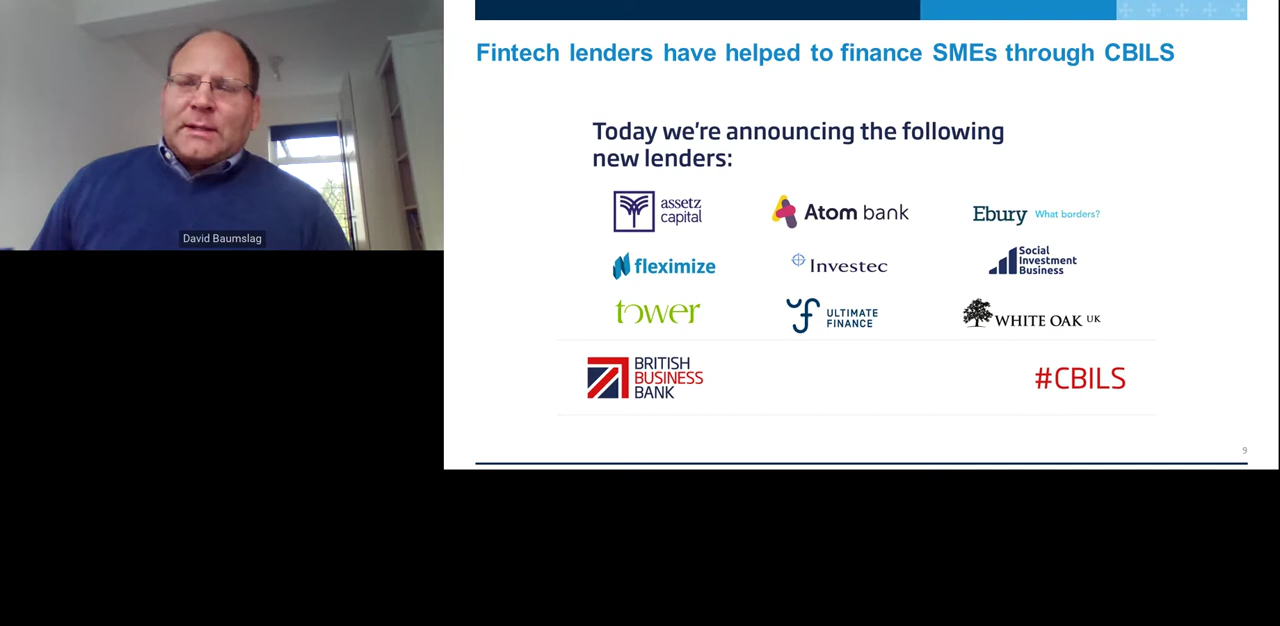 David Baumslag
Fintech lenders have helped to finance SMEs through CBILS
Today we're announcing the following
new lenders:
assetz
capital
Atom bank
Ebury What borders?
fleximize
Investec
Social
Investment
Business
tower
ULTIMATE
FINANCE
WHITE OAK UK
BRITISH
BUSINESS
BANK
#CBILS
9